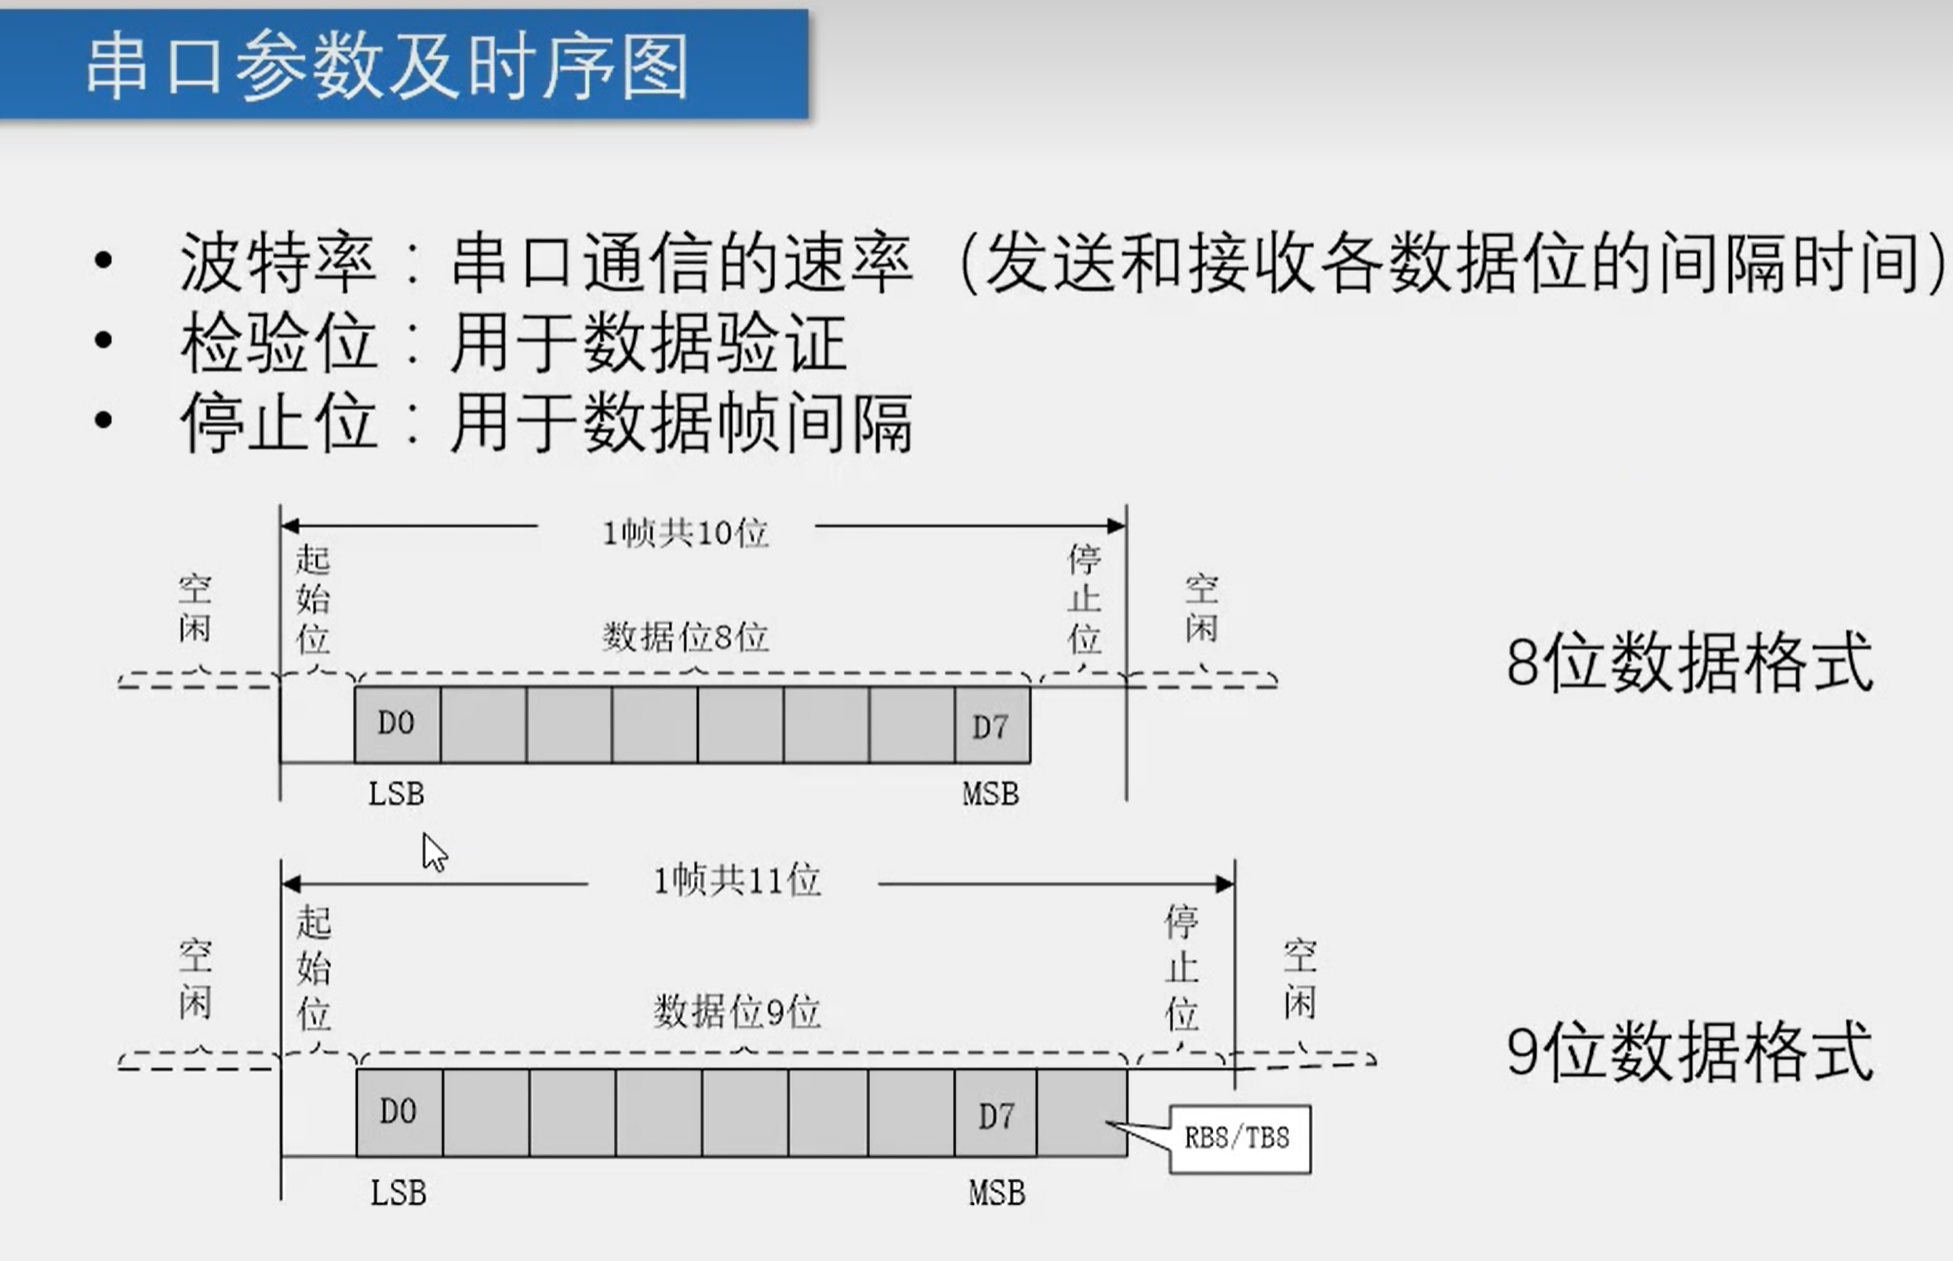 串口参数及时序图
• 波特率：串口通信的速率（发送和接收各数据位的间隔时间）
• 检验位：用于数据验证
• 停止位：用于数据帧间隔
1帧共10位
空闲
起始位
数据位8位
停止位
空闲
8位数据格式
D0
D7
LSB
MSB
1帧共11位
空闲
起始位
数据位9位
停止位
空闲
9位数据格式
D0
D7
RB8/TB8
LSB
MSB